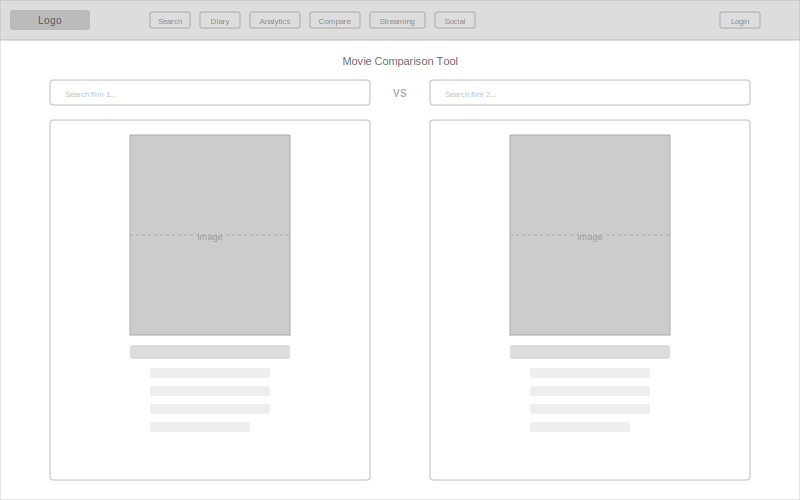 Logo
Search
Diary
Analytics
Compare
Streaming
Social
Login
Movie Comparison Tool
Search film 1...
VS
Search film 2...
Image
Image